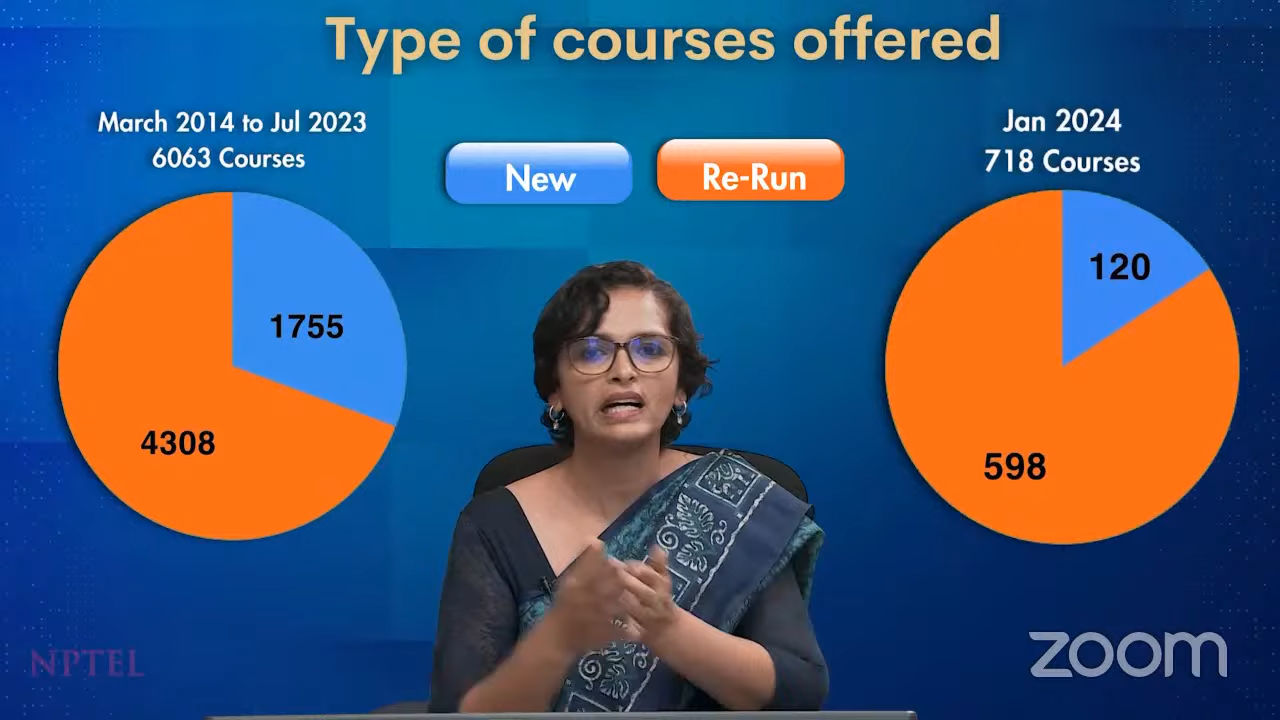 Type of courses offered
March 2014 to Jul 2023
6063 Courses
1755
4308
New
Re-Run
Jan 2024
718 Courses
120
598
NPTEL
zoom